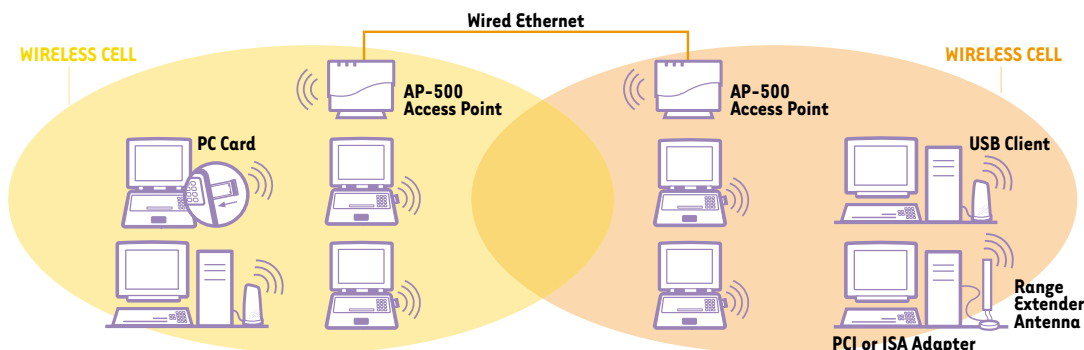 Wired Ethernet
WIRELESS CELL
WIRELESS CELL
AP-500
Access Point
AP-500
Access Point
PC Card
USB Client
Range
Extender
Antenna
PCI or ISA Adapter